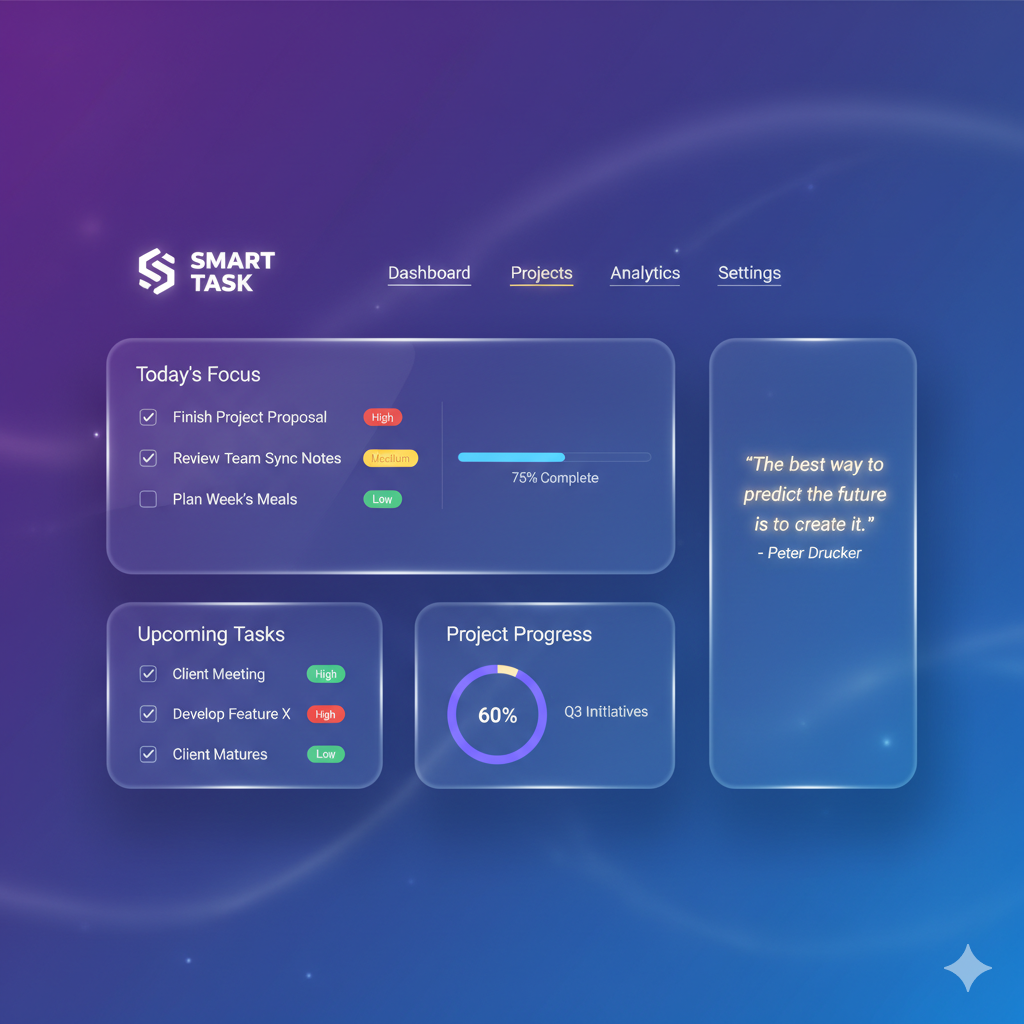 SMART
TASK
Dashboard
Projects
Analytics
Settings
Today's Focus
Finish Project Proposal
High
Review Team Sync Notes
Medium
Plan Week's Meals
Low
75% Complete
“The best way to
predict the future
is to create it.”
- Peter Drucker
Upcoming Tasks
Client Meeting
High
Develop Feature X
High
Ciient Matures
Low
Project Progress
60%
Q3 Initiatives